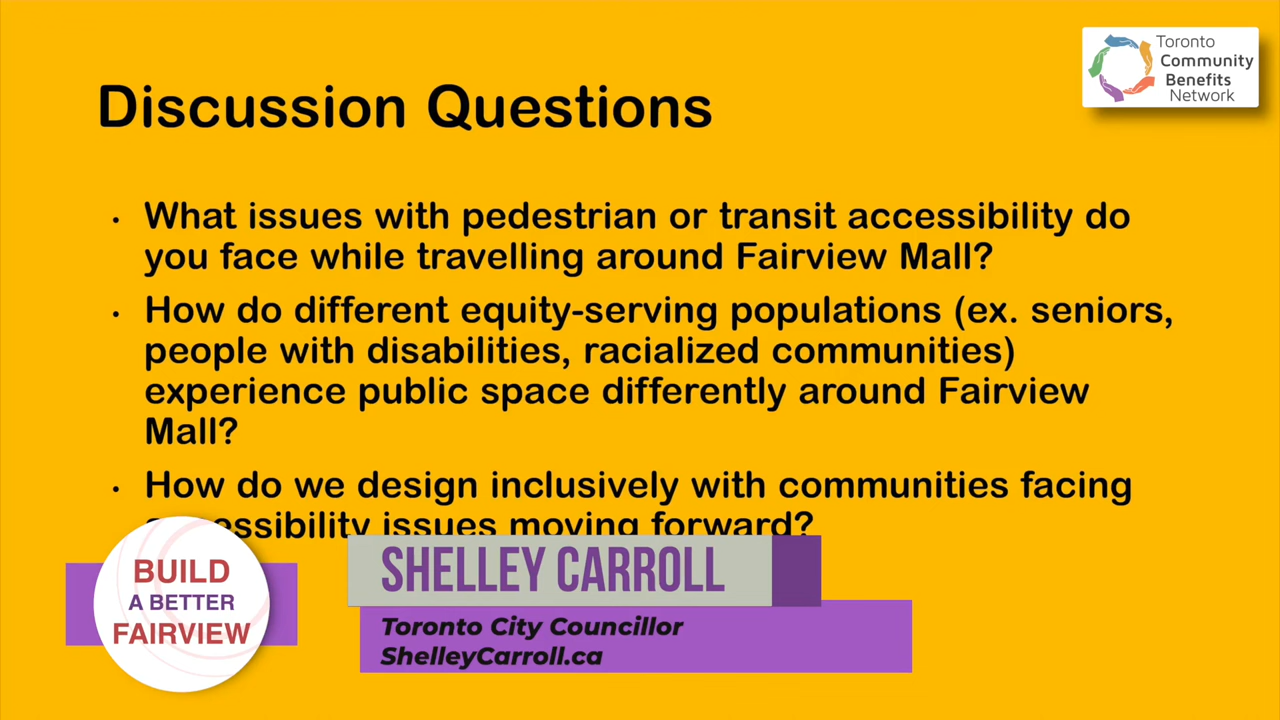 Toronto
Community
Benefits
Network
Discussion Questions
• What issues with pedestrian or transit accessibility do
you face while travelling around Fairview Mall?
• How do different equity-serving populations (ex. seniors,
people with disabilities, racialized communities)
experience public space differently around Fairview
Mall?
• How do we design inclusively with communities facing
accessibility issues moving forward?
BUILD
A BETTER
FAIRVIEW
SHELLEY CARROLL
Toronto City Councillor
ShelleyCarroll.ca